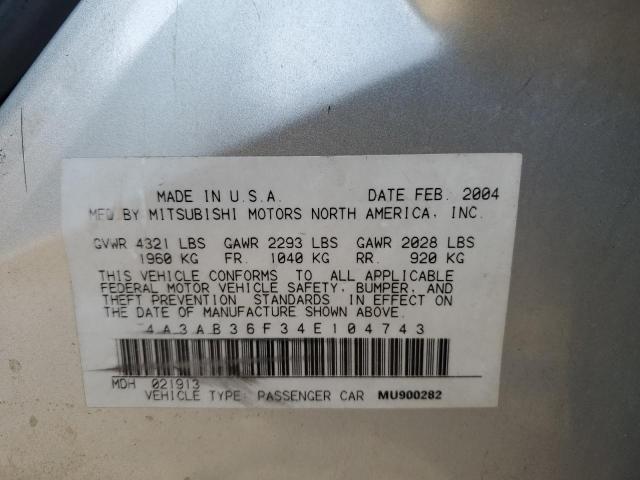 MADE IN U.S.A. DATE FEB. 2004
MFD BY MITSUBISHI MOTORS NORTH AMERICA, INC.
GVWR 4321 LBS GAWR 2293 LBS GAWR 2028 LBS
1960 KG FR. 1040 KG RR. 920 KG
THIS VEHICLE CONFORMS TO ALL APPLICABLE
FEDERAL MOTOR VEHICLE SAFETY, BUMPER, AND
THEFT PREVENTION STANDARDS IN EFFECT ON
THE DATE OF MANUFACTURE SHOWN ABOVE.
4A3AB36F34E104743
MDH 021913
VEHICLE TYPE: PASSENGER CAR MU900282